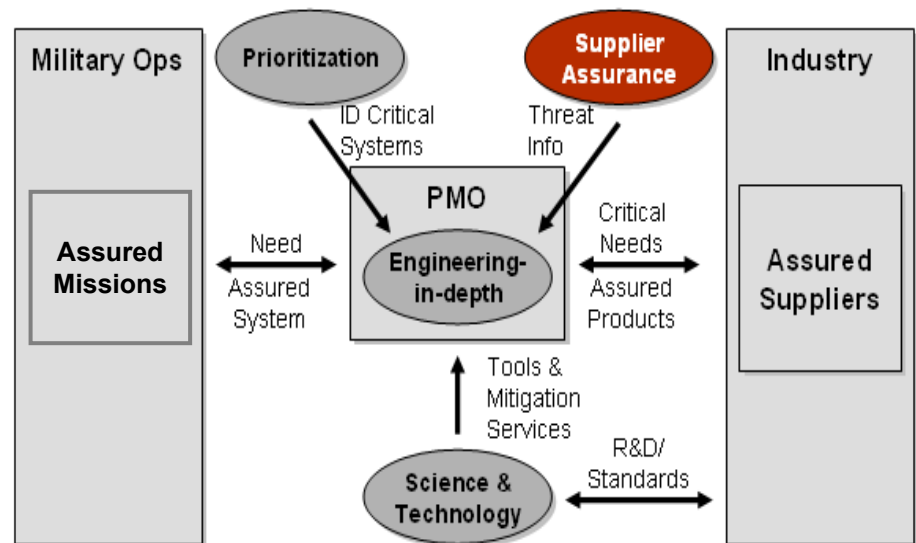 Military Ops
Prioritization
Supplier
Assurance
Industry
ID Critical
Systems
Threat
Info
PMO
Engineering-
in-depth
Assured
Missions
Need
Assured
System
Critical
Needs
Assured
Products
Assured
Suppliers
Tools &
Mitigation
Services
Science &
Technology
R&D/
Standards